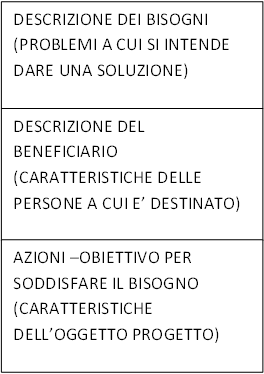 DESCRIZIONE DEI BISOGNI
(PROBLEMI A CUI SI INTENDE
DARE UNA SOLUZIONE)
DESCRIZIONE DEL
BENEFICIARIO
(CARATTERISTICHE DELLE
PERSONE A CUI E’ DESTINATO)
AZIONI –OBIETTIVO PER
SODDISFARE IL BISOGNO
(CARATTERISTICHE
DELL’OGGETTO PROGETTO)